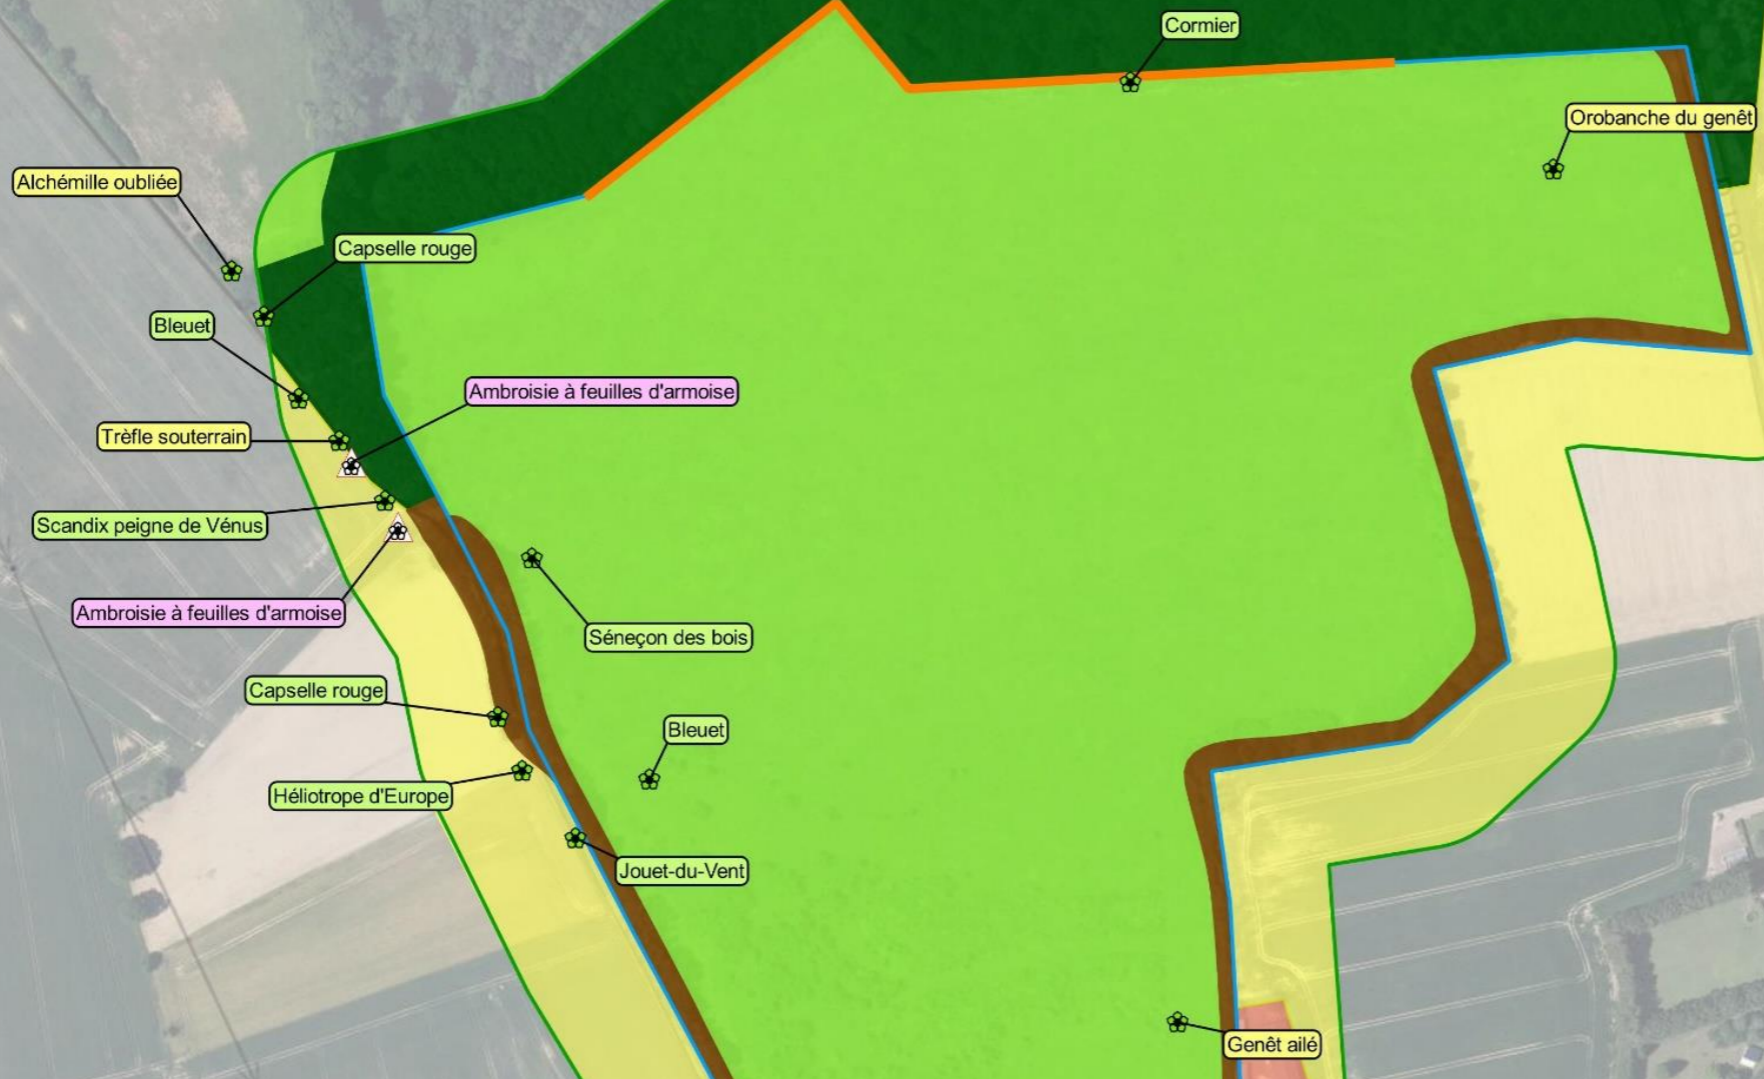 Cormier
Orobanche du genêt
Alchémille oubliée
Capselle rouge
Bleuet
Ambroisie à feuilles d'armoise
Trèfle souterrain
Scandix peigne de Vénus
Ambroisie à feuilles d'armoise
Séneçon des bois
Capselle rouge
Bleuet
Héliotrope d'Europe
Jouet-du-Vent
Genêt ailé